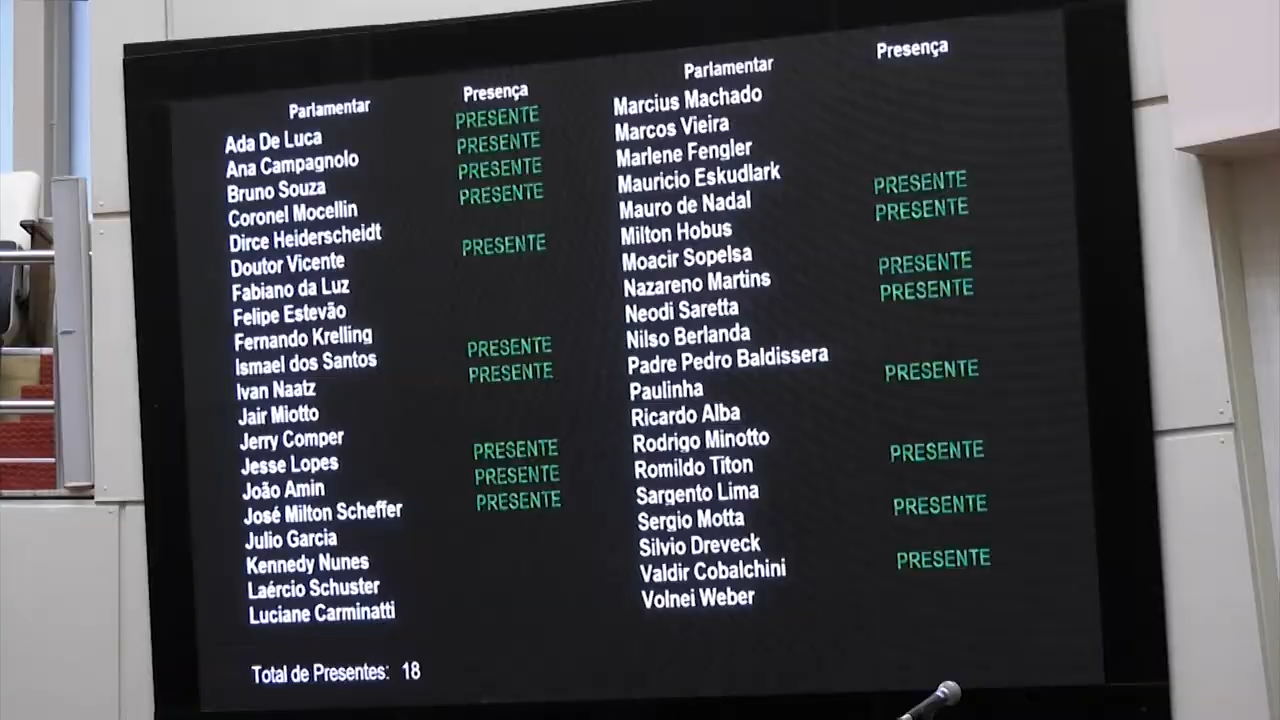 Parlamentar Presença
Ada De Luca PRESENTE
Ana Campagnolo PRESENTE
Bruno Souza PRESENTE
Coronel Mocellin PRESENTE
Dirce Heiderscheidt
Doutor Vicente PRESENTE
Fabiano da Luz
Felipe Estevão
Fernando Krelling
Ismael dos Santos PRESENTE
Ivan Naatz PRESENTE
Jair Miotto
Jerry Comper
Jesse Lopes PRESENTE
João Amin PRESENTE
José Milton Scheffer PRESENTE
Julio Garcia
Kennedy Nunes
Laércio Schuster
Luciane Carminatti
Parlamentar Presença
Marcius Machado
Marcos Vieira
Marlene Fengler
Mauricio Eskudlark
Mauro de Nadal PRESENTE
Milton Hobus PRESENTE
Moacir Sopelsa
Nazareno Martins PRESENTE
Neodi Saretta PRESENTE
Nilso Berlanda
Padre Pedro Baldissera
Paulinha PRESENTE
Ricardo Alba
Rodrigo Minotto
Romildo Titon PRESENTE
Sargento Lima
Sergio Motta PRESENTE
Silvio Dreveck
Valdir Cobalchini PRESENTE
Volnei Weber
Total de Presentes: 18